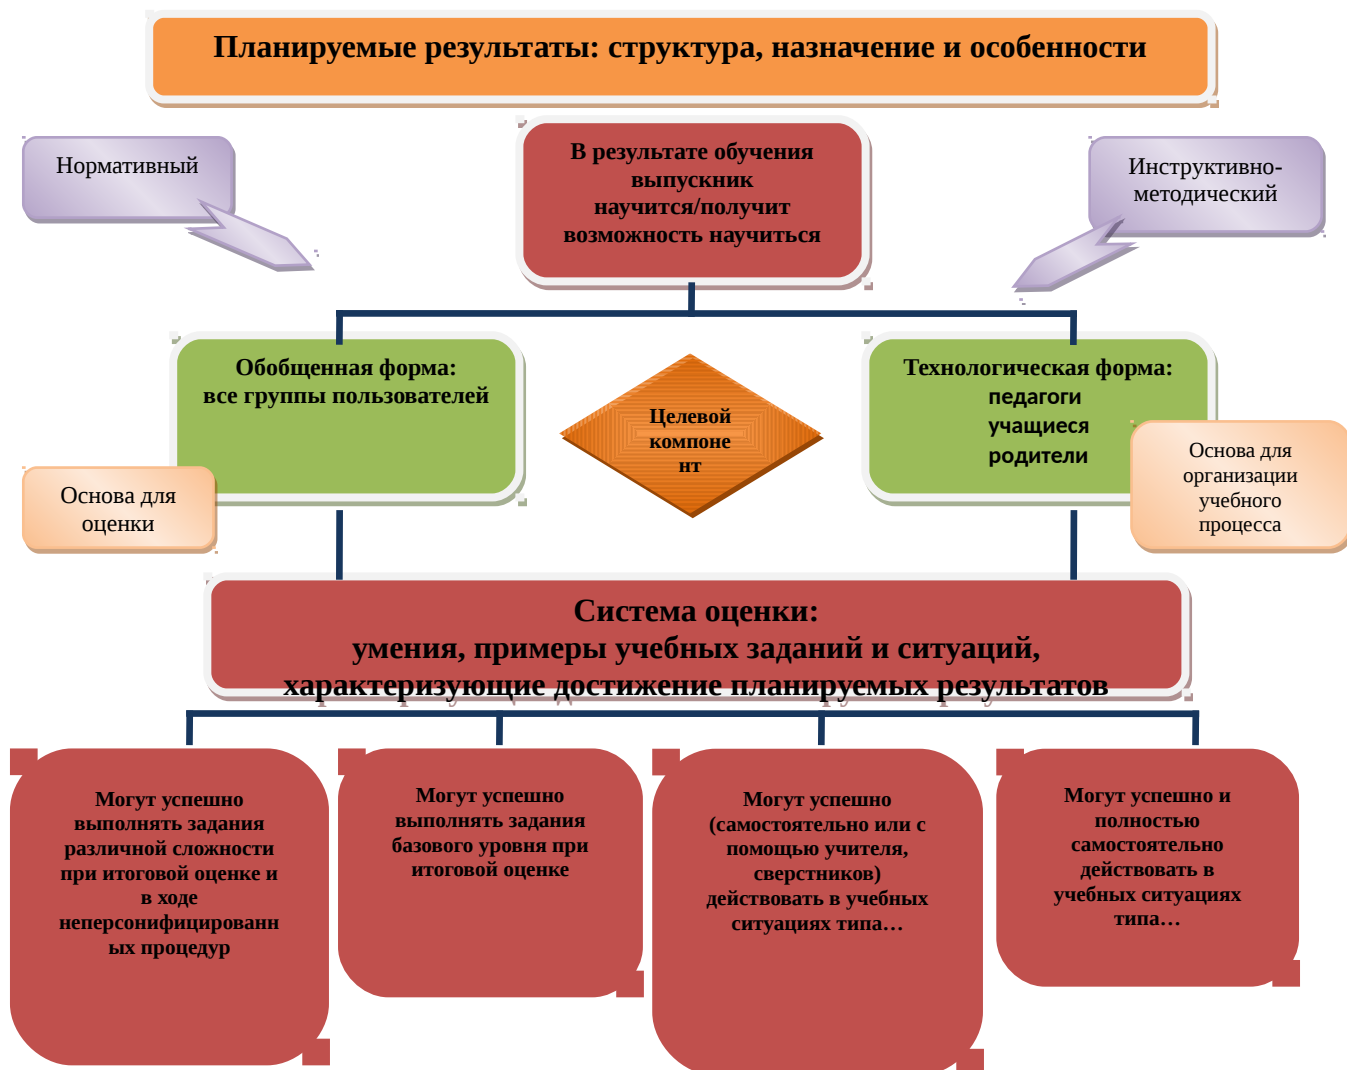 Планируемые результаты: структура, назначение и особенности
Нормативный
В результате обучения
выпускник
научится/получит
возможность научиться
Инструктивно-
методический
Обобщенная форма:
все группы пользователей
Целевой
компоне
нт
Технологическая форма:
педагоги
учащиеся
родители
Основа для
оценки
Основа для
организации
учебного
процесса
Система оценки:
умения, примеры учебных заданий и ситуаций,
характеризующие достижение планируемых результатов
Могут успешно
выполнять задания
различной сложности
при итоговой оценке и
в ходе
неперсонифицированн
ых процедур
Могут успешно
выполнять задания
базового уровня при
итоговой оценке
Могут успешно
(самостоятельно или с
помощью учителя,
сверстников)
действовать в учебных
ситуациях типа…
Могут успешно и
полностью
самостоятельно
действовать в
учебных ситуациях
типа…